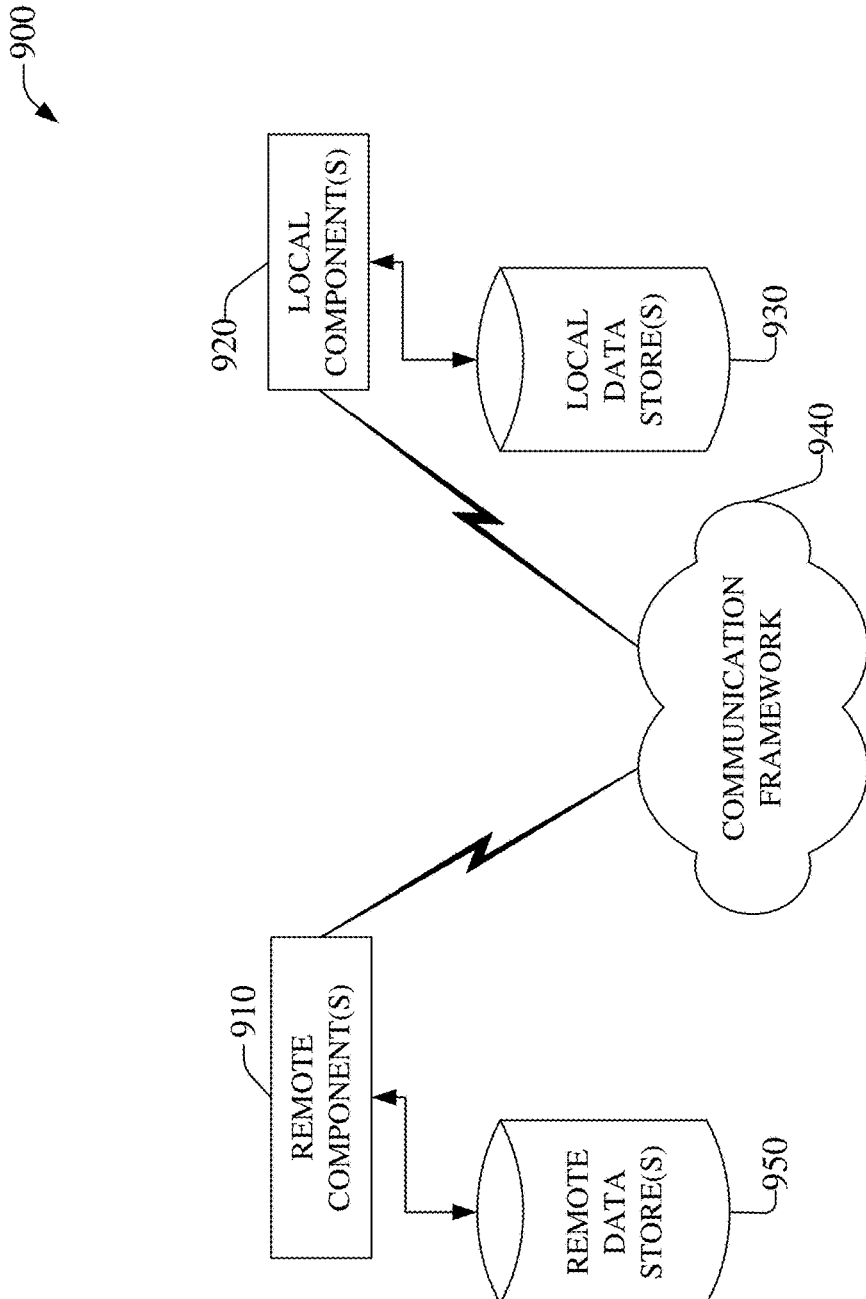 900
910
REMOTE
COMPONENT(S)
920
LOCAL
COMPONENT(S)
REMOTE
DATA
STORE(S)
950
LOCAL
DATA
STORE(S)
930
COMMUNICATION
FRAMEWORK
940